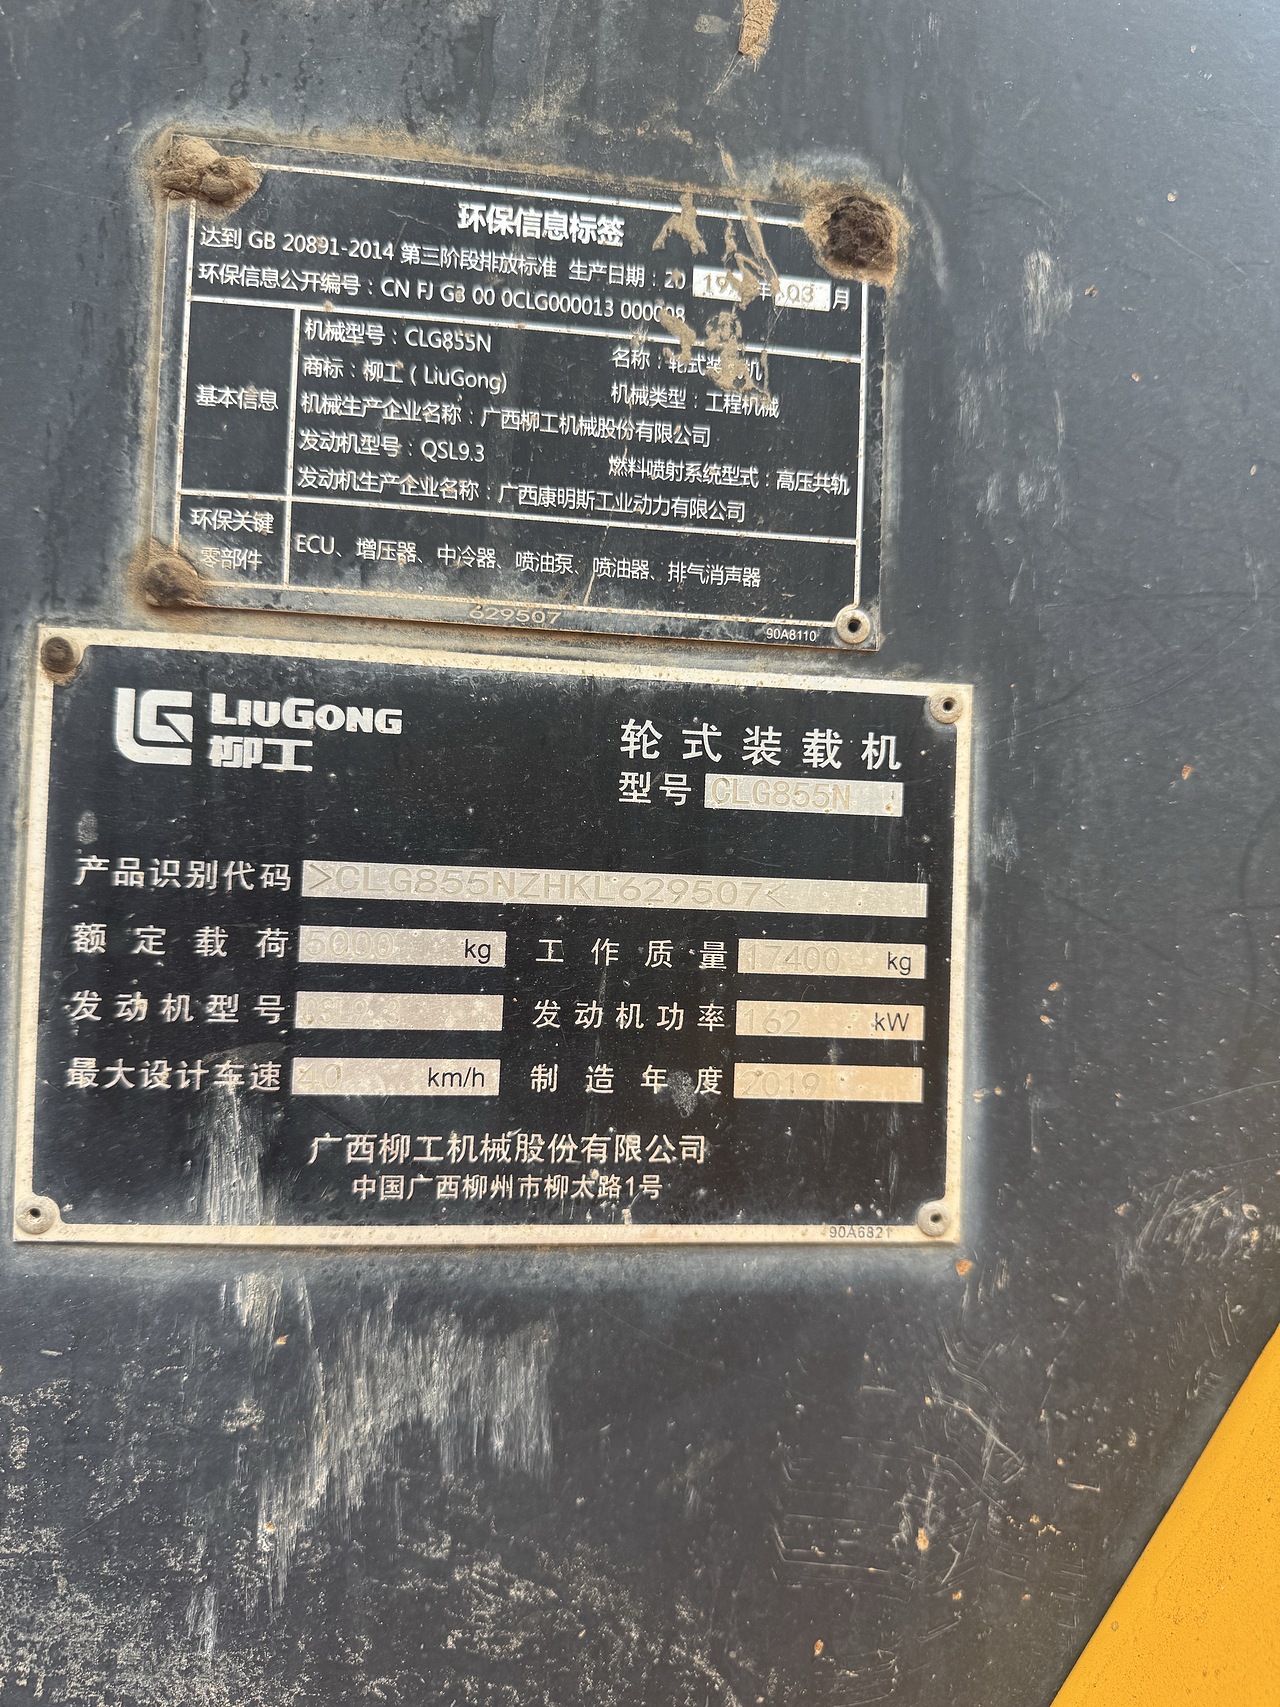 环保信息标签
达到 GB 20891-2014 第三阶段排放标准 生产日期：20 19 年 03 月
环保信息公开编号：CN FJ G3 00 0CLG000013 000008
基本信息
机械型号：CLG855N 名称：轮式装载机
商标：柳工（LiuGong) 机械类型：工程机械
机械生产企业名称：广西柳工机械股份有限公司
发动机型号：QSL9.3 燃料喷射系统型式：高压共轨
发动机生产企业名称：广西康明斯工业动力有限公司
环保关键零部件
ECU、增压器、中冷器、喷油泵、喷油器、排气消声器
629507
90A8110
LIUGONG
柳工
轮式装载机
型号 CLG855N
产品识别代码 >CLG855NZHKL629507<
额定载荷 5000 kg 工作质量 17400 kg
发动机型号 发动机功率 162 kW
最大设计车速 40 km/h 制造年度 2019
广西柳工机械股份有限公司
中国广西柳州市柳太路1号
90A6821